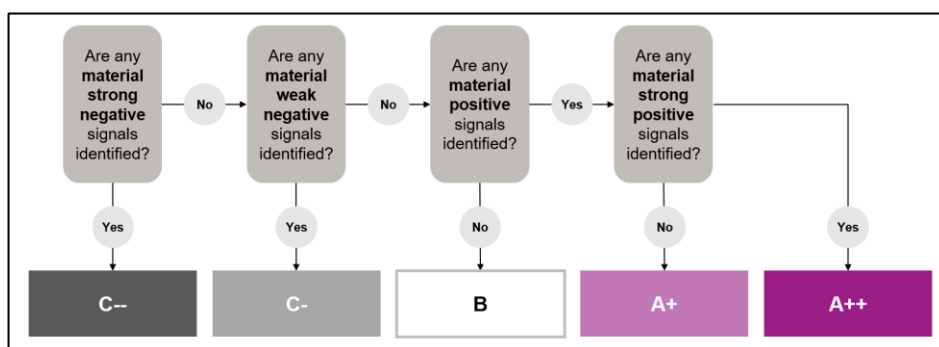 Are any
material
strong
negative
signals
identified?
No
Are any
material
weak
negative
signals
identified?
No
Are any
material
positive
signals
identified?
Yes
Are any
material
strong
positive
signals
identified?
Yes
Yes
No
No
Yes
C--
C-
B
A+
A++